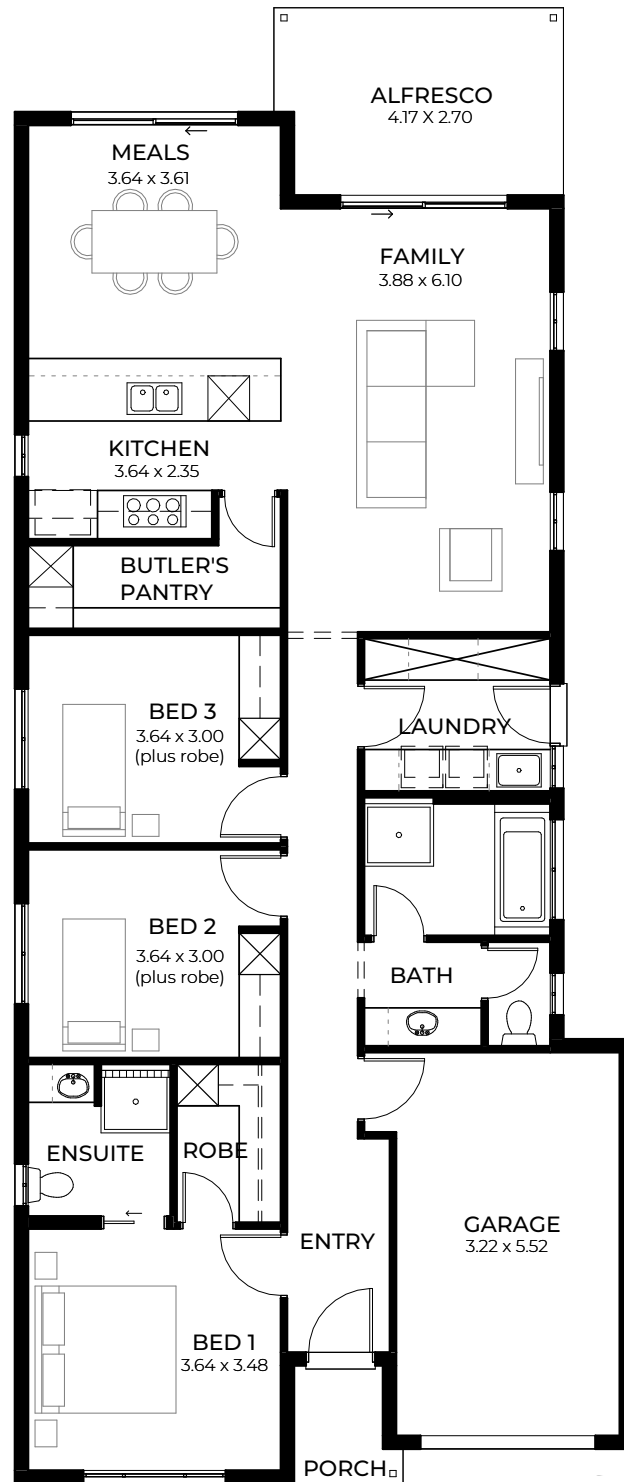 ALFRESCO
4.17 X 2.70
MEALS
3.64 x 3.61
FAMILY
3.88 x 6.10
KITCHEN
3.64 x 2.35
BUTLER'S
PANTRY
BED 3
3.64 x 3.00
(plus robe)
LAUNDRY
BED 2
3.64 x 3.00
(plus robe)
BATH
ENSUITE
ROBE
ENTRY
GARAGE
3.22 x 5.52
BED 1
3.64 x 3.48
PORCH